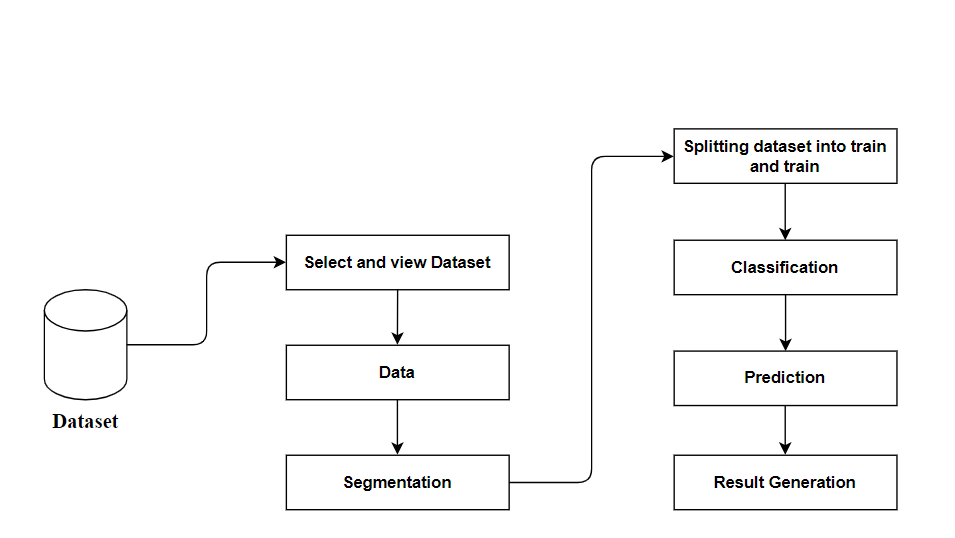 Dataset
Select and view Dataset
Data
Segmentation
Splitting dataset into train
and train
Classification
Prediction
Result Generation